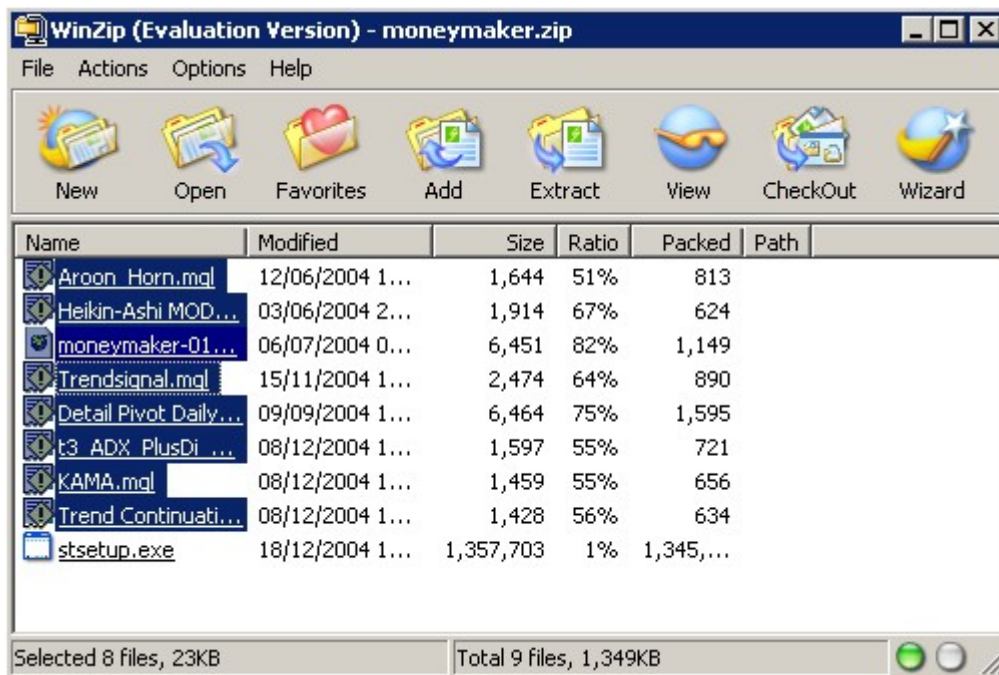 WinZip (Evaluation Version) - moneymaker.zip
File Actions Options Help
New Open Favorites Add Extract View CheckOut Wizard
Name Modified Size Ratio Packed Path
Aroon_Horn.mql 12/06/2004 1... 1,644 51% 813
Heikin-Ashi MOD... 03/06/2004 2... 1,914 67% 624
moneymaker-01... 06/07/2004 0... 6,451 82% 1,149
Trendsignal.mql 15/11/2004 1... 2,474 64% 890
Detail Pivot Daily... 09/09/2004 1... 6,464 75% 1,595
t3_ADX_PlusDi_... 08/12/2004 1... 1,597 55% 721
KAMA.mql 08/12/2004 1... 1,459 55% 656
Trend Continuati... 08/12/2004 1... 1,428 56% 634
stsetup.exe 18/12/2004 1... 1,357,703 1% 1,345,...
Selected 8 files, 23KB Total 9 files, 1,349KB